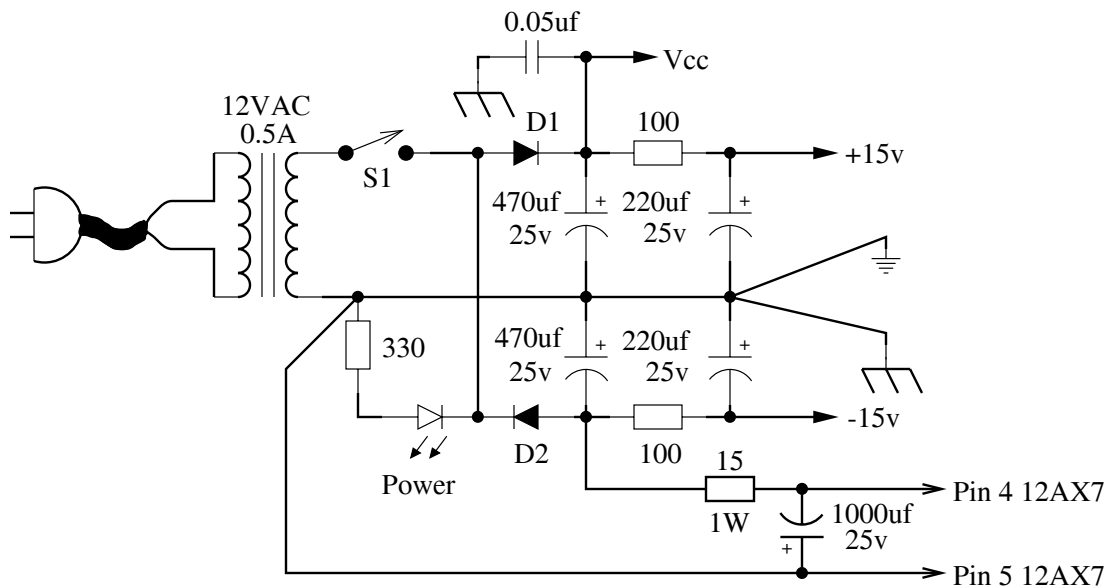 0.05uf
Vcc
12VAC
0.5A
D1
100
+15v
S1
470uf
25v
220uf
25v
330
470uf
25v
220uf
25v
-15v
D2
100
Power
15
1W
Pin 4 12AX7
1000uf
25v
Pin 5 12AX7